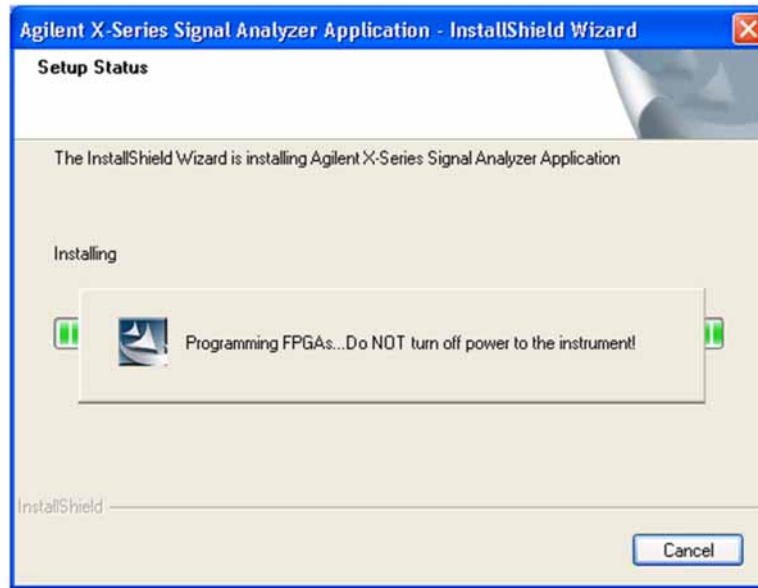 Agilent X-Series Signal Analyzer Application - InstallShield Wizard
Setup Status
The InstallShield Wizard is installing Agilent X-Series Signal Analyzer Application
Installing
Programming FPGAs...Do NOT turn off power to the instrument!
InstallShield
Cancel